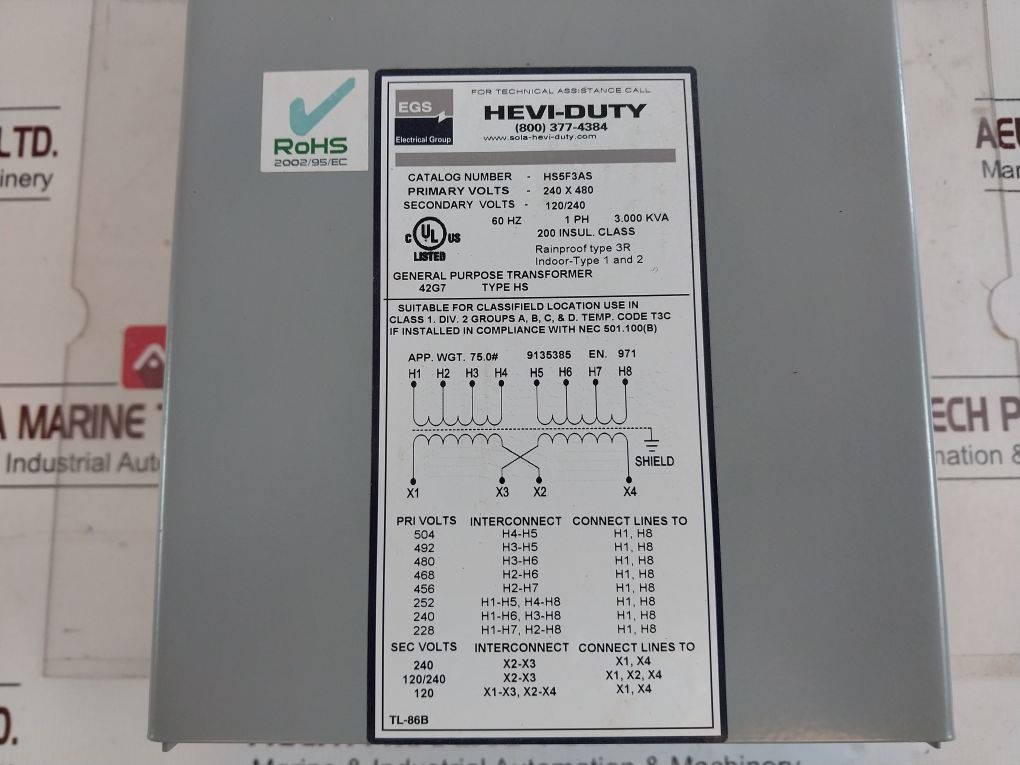 RoHS
2002/95/EC
EGS
Electrical Group
FOR TECHNICAL ASSISTANCE CALL
HEVI-DUTY
(800) 377-4384
www.sola-hevi-duty.com
CATALOG NUMBER - HS5F3AS
PRIMARY VOLTS - 240 X 480
SECONDARY VOLTS - 120/240
60 HZ 1 PH 3.000 KVA
200 INSUL. CLASS
C UL US
LISTED
Rainproof type 3R
Indoor-Type 1 and 2
GENERAL PURPOSE TRANSFORMER
42G7 TYPE HS
SUITABLE FOR CLASSIFIELD LOCATION USE IN
CLASS 1. DIV. 2 GROUPS A, B, C, & D. TEMP. CODE T3C
IF INSTALLED IN COMPLIANCE WITH NEC 501.100(B)
APP. WGT. 75.0# 9135385 EN. 971
H1 H2 H3 H4 H5 H6 H7 H8
SHIELD
X1 X3 X2 X4
PRI VOLTS INTERCONNECT CONNECT LINES TO
504 H4-H5 H1, H8
492 H3-H5 H1, H8
480 H3-H6 H1, H8
468 H2-H6 H1, H8
456 H2-H7 H1, H8
252 H1-H5, H4-H8 H1, H8
240 H1-H6, H3-H8 H1, H8
228 H1-H7, H2-H8 H1, H8
SEC VOLTS INTERCONNECT CONNECT LINES TO
240 X2-X3 X1, X4
120/240 X2-X3 X1, X2, X4
120 X1-X3, X2-X4 X1, X4
TL-86B
LTD.
A MARINE T
Industrial Auto
ECH P
mation &
Marine & Industrial Automation & Machinery